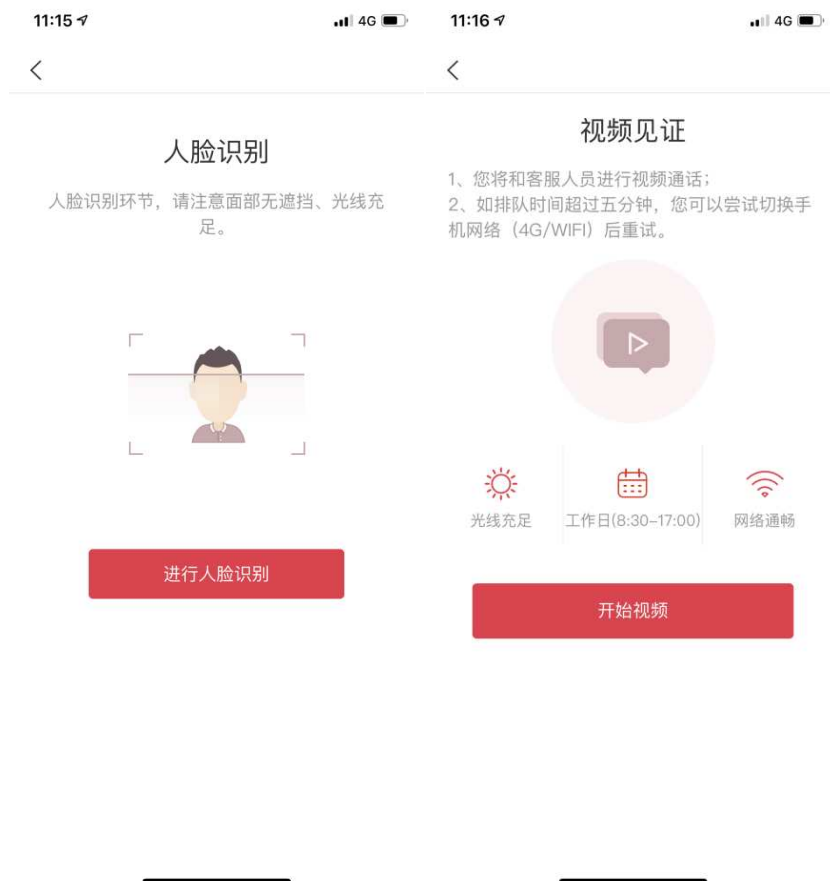 11:15
4G
人脸识别
人脸识别环节，请注意面部无遮挡、光线充
足。
进行人脸识别
11:16
4G
视频见证
1、您将和客服人员进行视频通话；
2、如排队时间超过五分钟，您可以尝试切换手
机网络（4G/WIFI）后重试。
光线充足
工作日(8:30-17:00)
网络通畅
开始视频